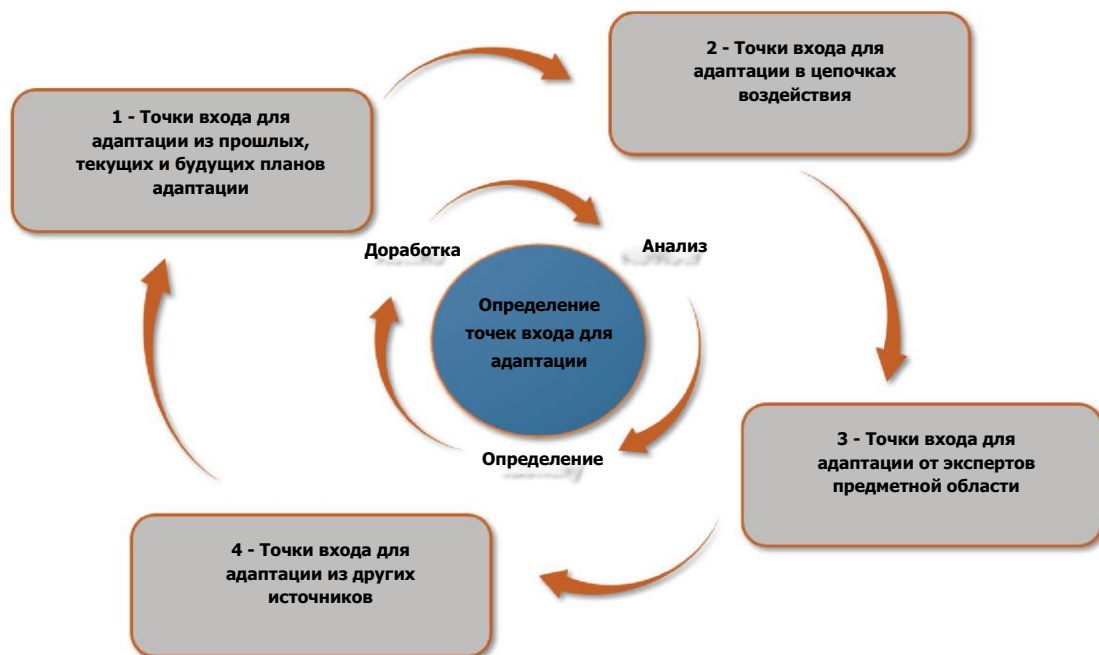 1 - Точки входа для
адаптации из прошлых,
текущих и будущих планов
адаптации
2 - Точки входа для
адаптации в цепочках
воздействия
Доработка
Анализ
Определение
точек входа для
адаптации
Определение
3 - Точки входа для
адаптации от экспертов
предметной области
4 - Точки входа для
адаптации из других
источников